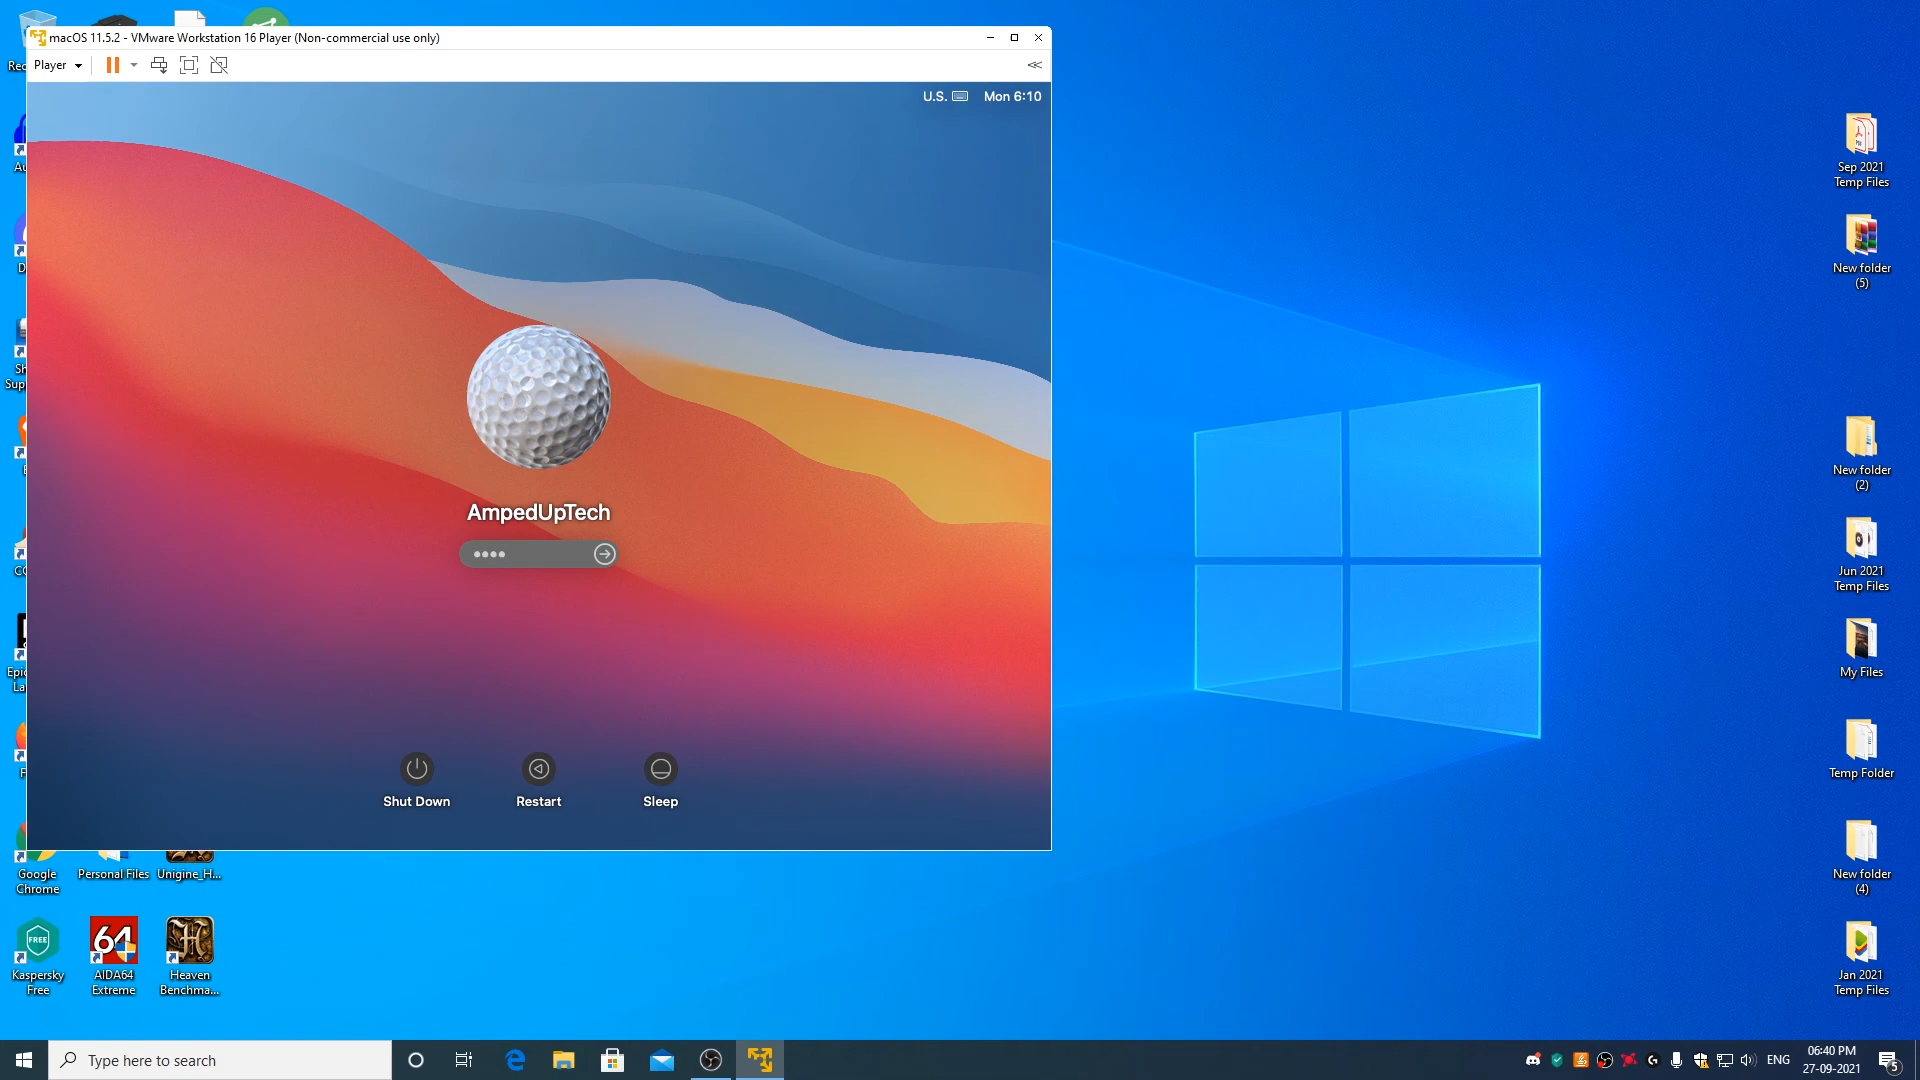 macOS 11.5.2 - VMware Workstation 16 Player (Non-commercial use only)
Player
U.S.
Mon 6:10
AmpedUpTech
Shut Down
Restart
Sleep
Sep 2021
Temp Files
New folder
(5)
New folder
(2)
Jun 2021
Temp Files
My Files
Temp Folder
New folder
(4)
Jan 2021
Temp Files
Google
Chrome
Personal Files
Unigine_H...
FREE
Kaspersky
Free
64
AIDA64
Extreme
Heaven
Benchma...
Type here to search
ENG
06:40 PM
27-09-2021
5